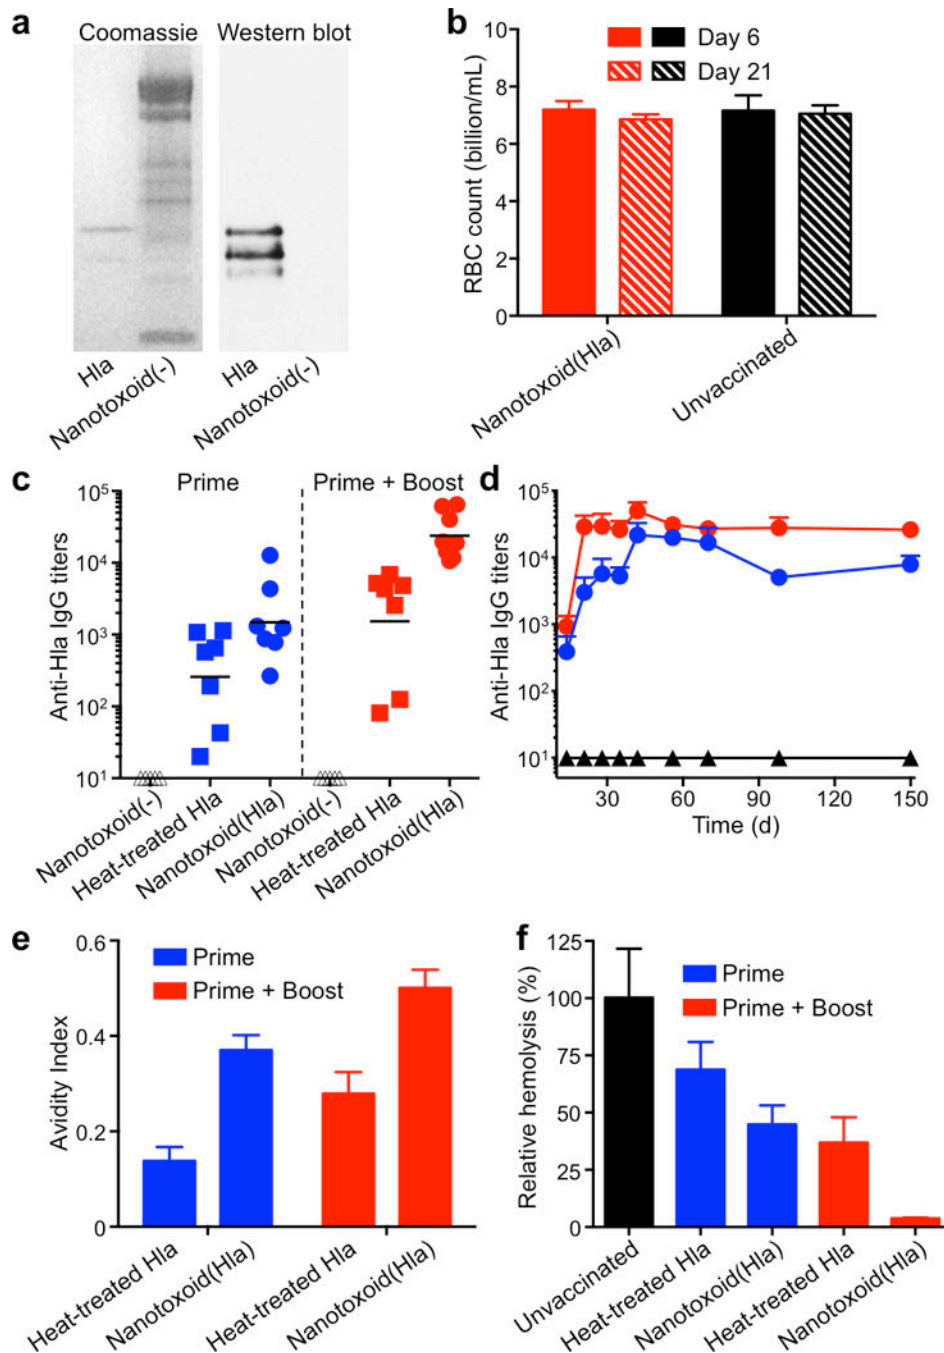 a
Coomassie Western blot
Hla
Nanotoxoid(-)
Hla
Nanotoxoid(-)
b
RBC count (billion/mL)
10
8
6
4
2
0
Day 6
Day 21
Nanotoxoid(Hla)
Unvaccinated
c
Prime
Prime + Boost
Anti-Hla IgG titers
10^5
10^4
10^3
10^2
10^1
Nanotoxoid(-)
Heat-treated Hla
Nanotoxoid(Hla)
Nanotoxoid(-)
Heat-treated Hla
Nanotoxoid(Hla)
d
Anti-Hla IgG titers
10^5
10^4
10^3
10^2
10^1
30 60 90 120 150
Time (d)
e
Avidity Index
0.6
0.4
0.2
0
Prime
Prime + Boost
Heat-treated Hla
Nanotoxoid(Hla)
Heat-treated Hla
Nanotoxoid(Hla)
f
Relative hemolysis (%)
125
100
75
50
25
0
Prime
Prime + Boost
Unvaccinated
Heat-treated Hla
Nanotoxoid(Hla)
Heat-treated Hla
Nanotoxoid(Hla)